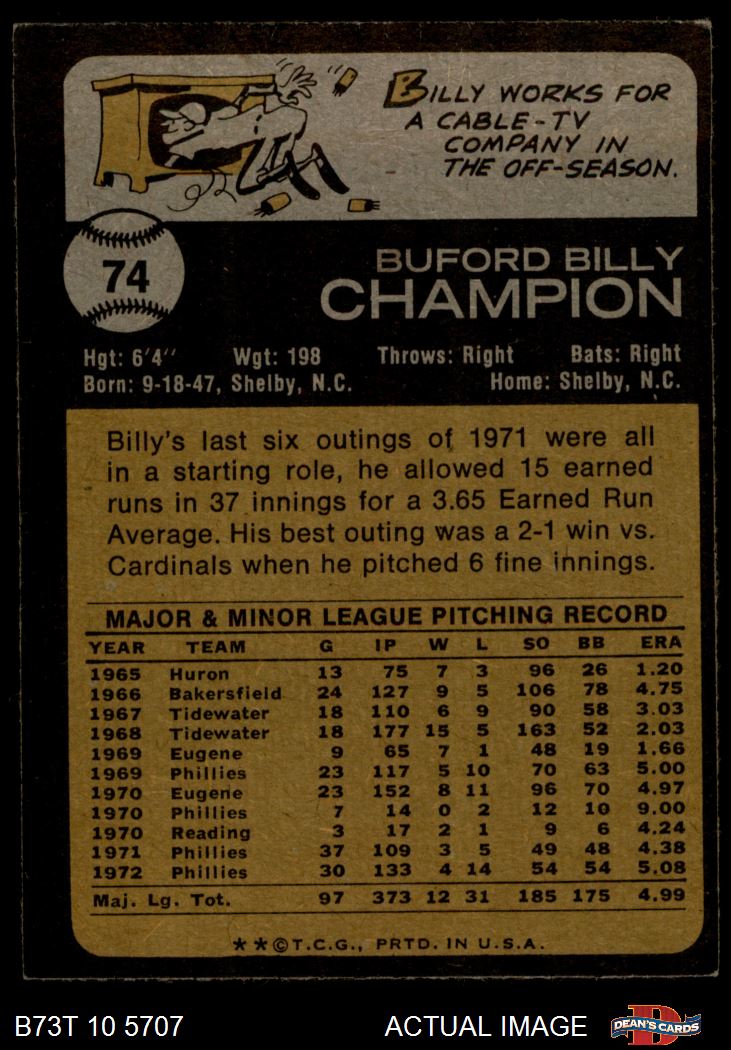 BILLY WORKS FOR
A CABLE-TV
COMPANY IN
THE OFF-SEASON.
74
BUFORD BILLY
CHAMPION
Hgt: 6'4" Wgt: 198 Throws: Right Bats: Right
Born: 9-18-47, Shelby, N.C. Home: Shelby, N.C.
Billy's last six outings of 1971 were all
in a starting role, he allowed 15 earned
runs in 37 innings for a 3.65 Earned Run
Average. His best outing was a 2-1 win vs.
Cardinals when he pitched 6 fine innings.
MAJOR & MINOR LEAGUE PITCHING RECORD
YEAR TEAM G IP W L SO BB ERA
1965 Huron 13 75 7 3 96 26 1.20
1966 Bakersfield 24 127 9 5 106 78 4.75
1967 Tidewater 18 110 6 9 90 58 3.03
1968 Tidewater 18 177 15 5 163 52 2.03
1969 Eugene 9 65 7 1 48 19 1.66
1969 Phillies 23 117 5 10 70 63 5.00
1970 Eugene 23 152 8 11 96 70 4.97
1970 Phillies 7 14 0 2 12 10 9.00
1970 Reading 3 17 2 1 9 6 4.24
1971 Phillies 37 109 3 5 49 48 4.38
1972 Phillies 30 133 4 14 54 54 5.08
Maj. Lg. Tot. 97 373 12 31 185 175 4.99
**©T.C.G., PRTD. IN U.S.A.
B73T 10 5707 ACTUAL IMAGE
D
DEAN'S CARDS